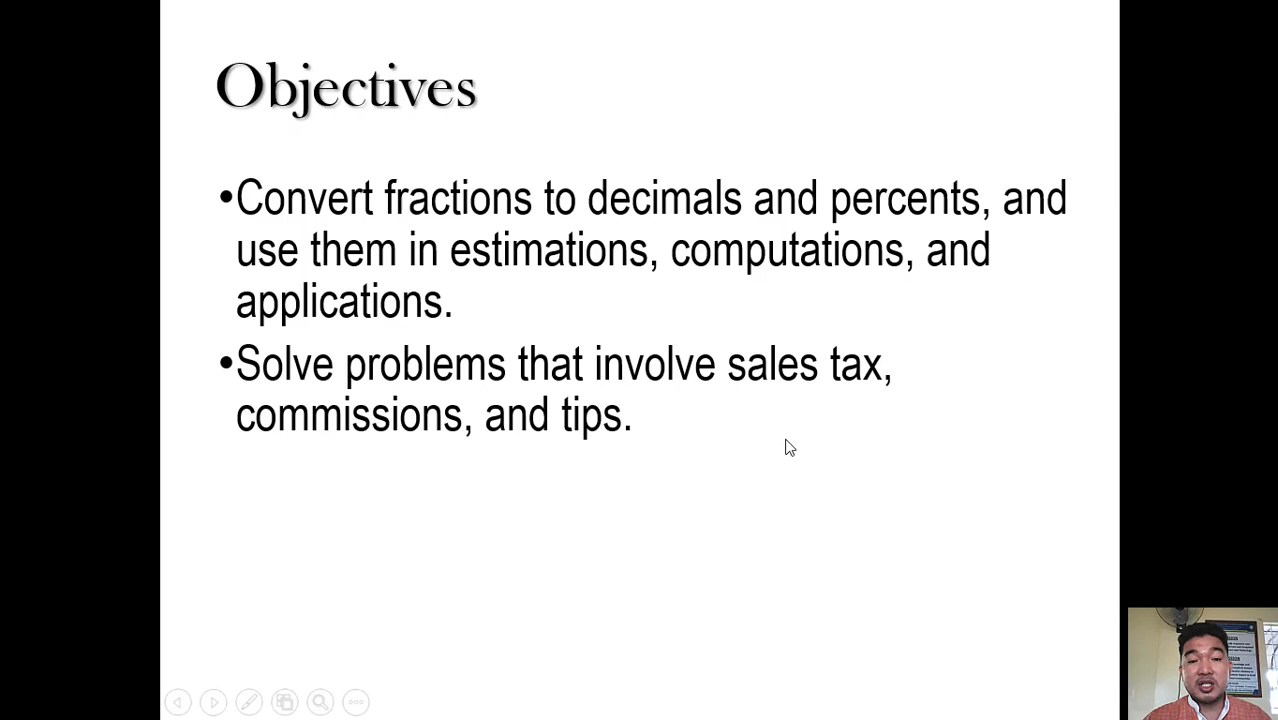 Objectives
•Convert fractions to decimals and percents, and
use them in estimations, computations, and
applications.
•Solve problems that involve sales tax,
commissions, and tips.